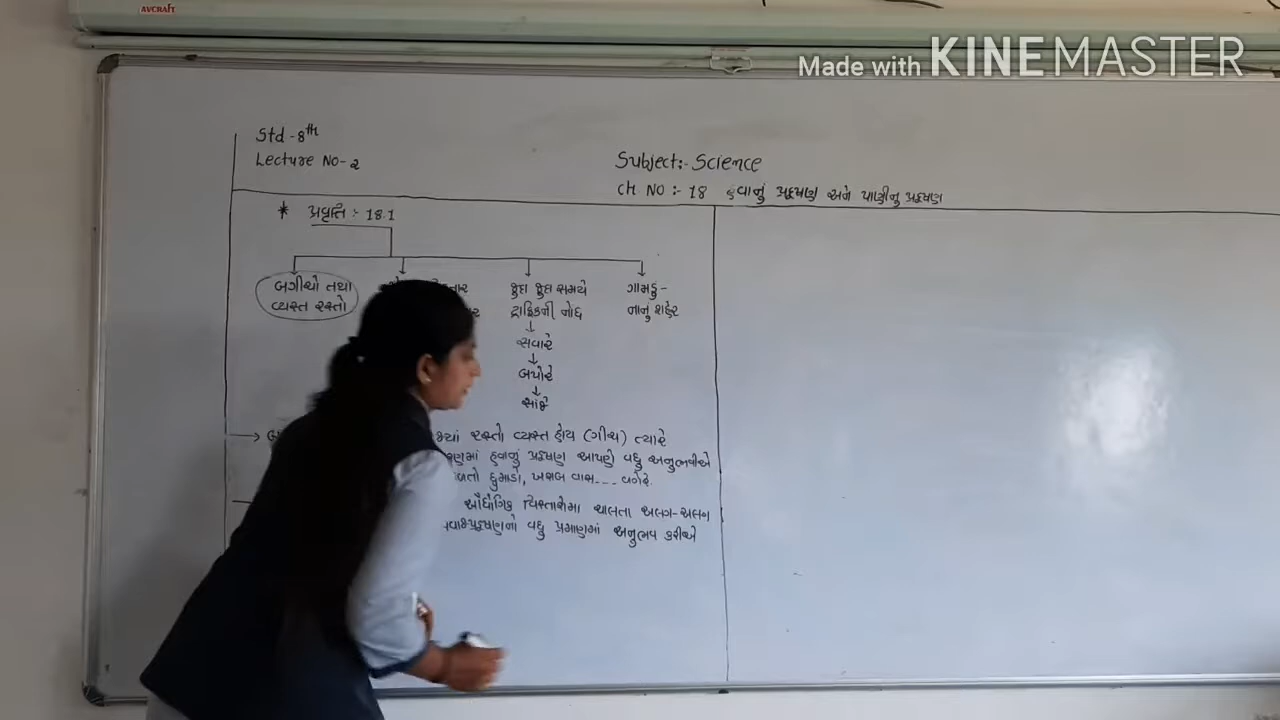 AVCRAFT
Made with KINEMASTER
Std - 8th
Lecture No - 2
Subject:- Science
CH NO :- 18 હવાનું પ્રદૂષણ અને પાણીનુ પ્રદૂષણ
* પ્રવૃત્તિ :- 18.1
બગીચો તથા
વ્યસ્ત રસ્તો
જુદા જુદા સમયે
ટ્રાફિકની નોંધ
સવારે
બપોરે
સાંજે
ગામડુ -
નાનું શહેર
રસ્તો વ્યસ્ત હોય (ગીચ) ત્યારે
હવાનું પ્રદૂષણ આપણે વધુ અનુભવીએ
ધુમાડો, ખરાબ વાસ... વગેરે.
ઔદ્યોગિક વિસ્તારોમા ચાલતા અલગ-અલગ
વધુ પ્રમાણમાં અનુભવ કરીએ